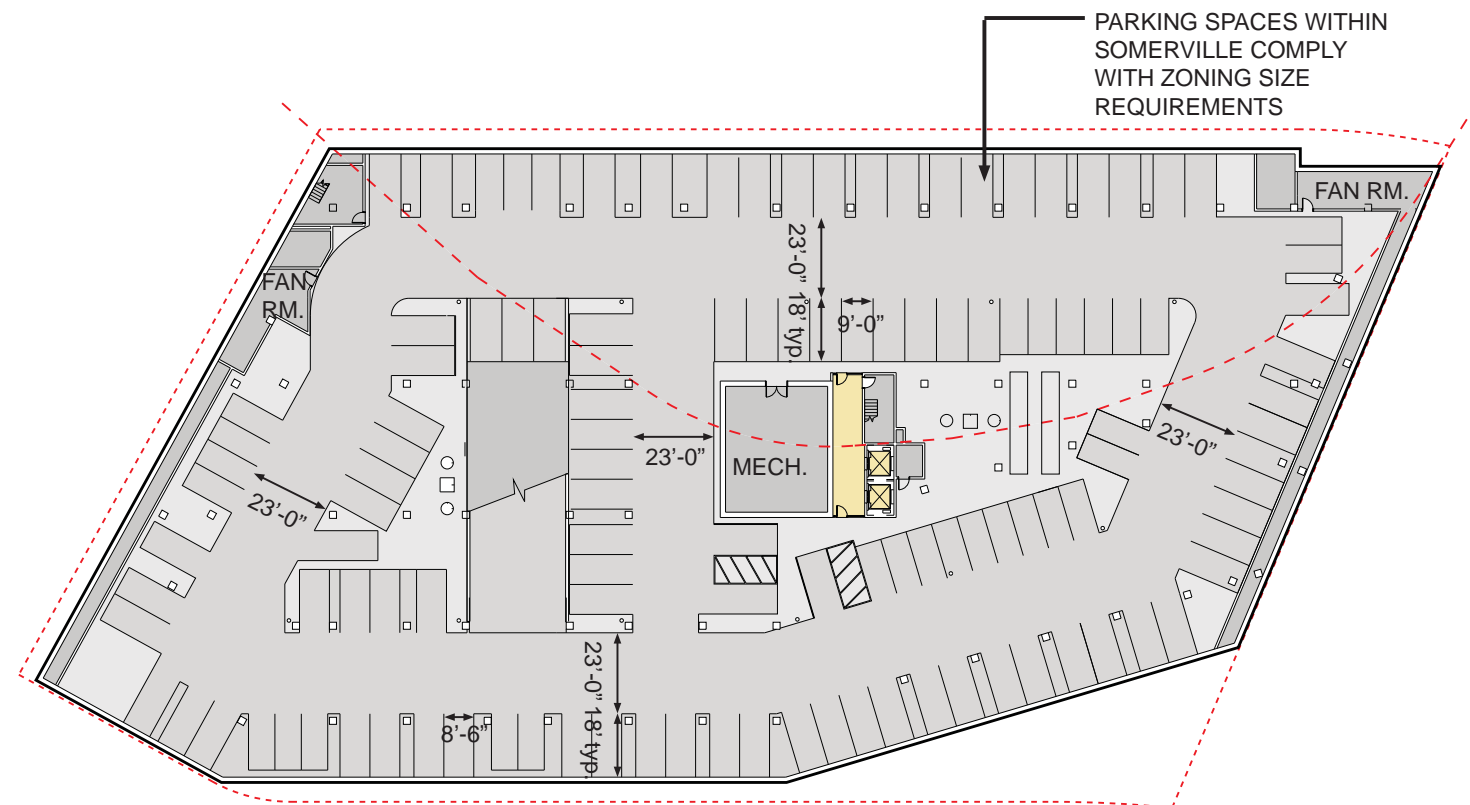 PARKING SPACES WITHIN
SOMERVILLE COMPLY
WITH ZONING SIZE
REQUIREMENTS
FAN RM.
FAN
RM.
23’-0”
18’ typ.
9’-0”
23’-0”
MECH.
23’-0”
23’-0”
23’-0”
18’ typ.
8’-6”